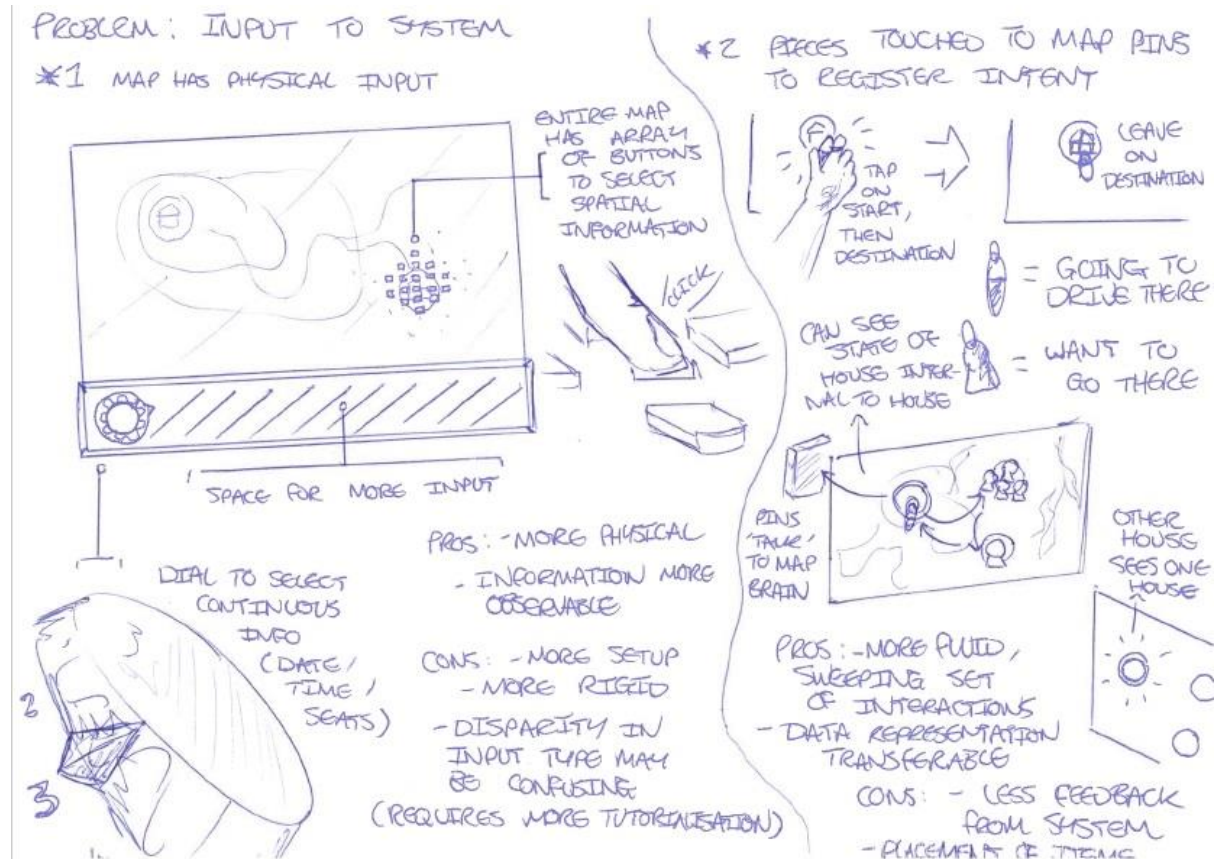 PROBLEM: INPUT TO SYSTEM
*1 MAP HAS PHYSICAL INPUT
ENTIRE MAP
HAS ARRAY
OF BUTTONS
TO SELECT
SPATIAL
INFORMATION
CLICK
SPACE FOR MORE INPUT
DIAL TO SELECT
CONTINUOUS
INFO
(DATE/
TIME/
SEATS)
2
3
PROS: - MORE PHYSICAL
- INFORMATION MORE
OBSERVABLE
CONS: - MORE SETUP
- MORE RIGID
- DISPARITY IN
INPUT TYPE MAY
BE CONFUSING
(REQUIRES MORE TUTORIALISATION)
*2 PIECES TOUCHED TO MAP PINS
TO REGISTER INTENT
TAP
ON
START,
THEN
DESTINATION
LEAVE
ON
DESTINATION
= GOING TO
DRIVE THERE
= WANT TO
GO THERE
CAN SEE
STATE OF
HOUSE INTER-
NAL TO HOUSE
PINS
'TALK'
TO MAP
BRAIN
OTHER
HOUSE
SEES ONE
HOUSE
PROS: - MORE FLUID,
SWEEPING SET
OF INTERACTIONS
- DATA REPRESENTATION
TRANSFERABLE
CONS: - LESS FEEDBACK
FROM SYSTEM
- PLACEMENT OF ITEMS